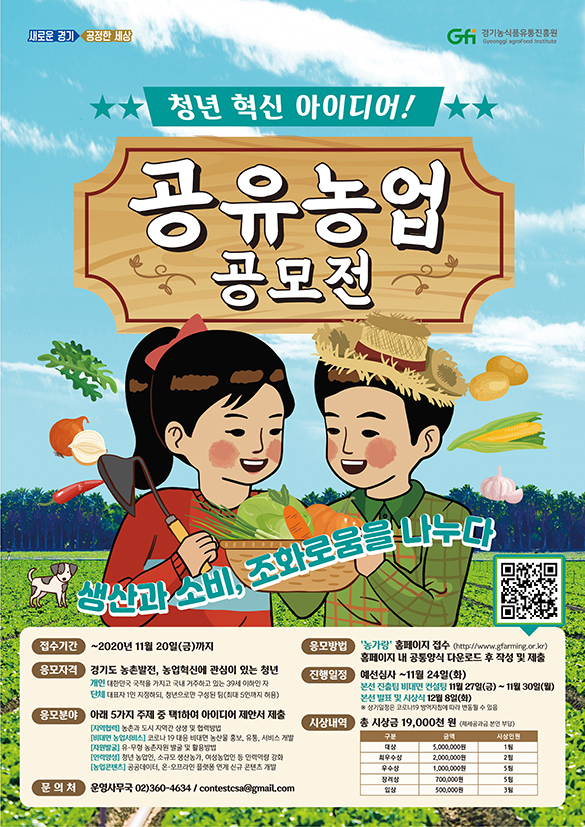 새로운 경기 공정한 세상
Gfi 경기농식품유통진흥원
Gyeonggi agroFood Institute
청년 혁신 아이디어!
공유농업
공모전
생산과 소비, 조화로움을 나누다
접수기간 ~2020년 11월 20일(금)까지
응모자격 경기도 농촌발전, 농업혁신에 관심이 있는 청년
개인 대한민국 국적을 가지고 국내 거주하고 있는 39세 이하인 자
단체 대표자 1인 지정하되, 청년으로만 구성된 팀(최대 5인까지 허용)
응모분야 아래 5가지 주제 중 택1하여 아이디어 제안서 제출
[지역협력] 농촌과 도시 지역간 상생 및 협력방법
[비대면 농업서비스] 코로나 19 대응 비대면 농산물 홍보, 유통, 서비스 개발
[자원발굴] 유·무형 농촌자원 발굴 및 활용방법
[인력양성] 청년 농업인, 소규모 생산농가, 여성농업인 등 인력역량 강화
[농업콘텐츠] 공공데이터, 온·오프라인 플랫폼 연계 신규 콘텐츠 개발
문의처 운영사무국 02)360-4634 / contestcsa@gmail.com
응모방법 '농가랑' 홈페이지 접수 (http://www.gfarming.or.kr)
홈페이지 내 공통양식 다운로드 후 작성 및 제출
진행일정 예선심사 ~11월 24일(화)
본선 진출팀 비대면 컨설팅 11월 27일(금) ~ 11월 30일(월)
본선 발표 및 시상식 12월 8일(화)
※ 상기일정은 코로나19 방역지침에 따라 변동될 수 있음
시상내역 총 시상금 19,000천 원 (제세공과금 본인 부담)
구분 금액 시상인원
대상 5,000,000원 1팀
최우수상 2,000,000원 2팀
우수상 1,000,000원 5팀
장려상 700,000원 5팀
입상 500,000원 3팀